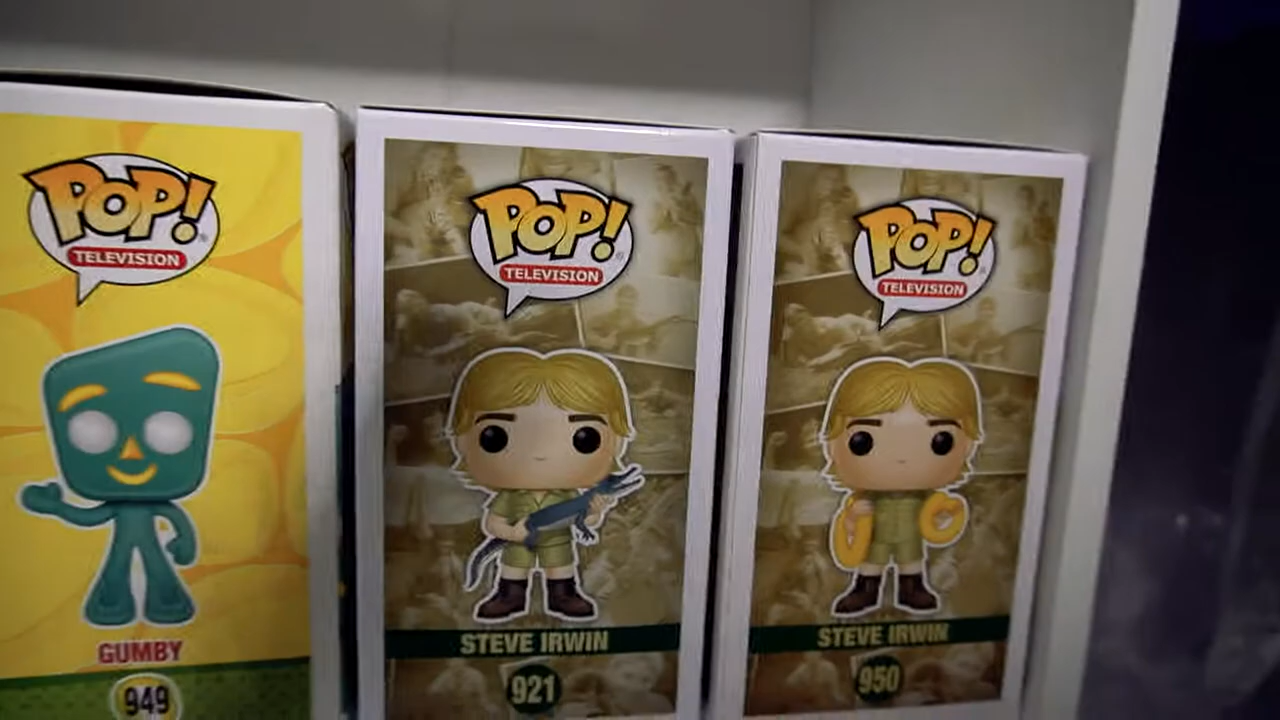 POP!
TELEVISION
GUMBY
949
POP!
TELEVISION
STEVE IRWIN
921
POP!
TELEVISION
STEVE IRWIN
950